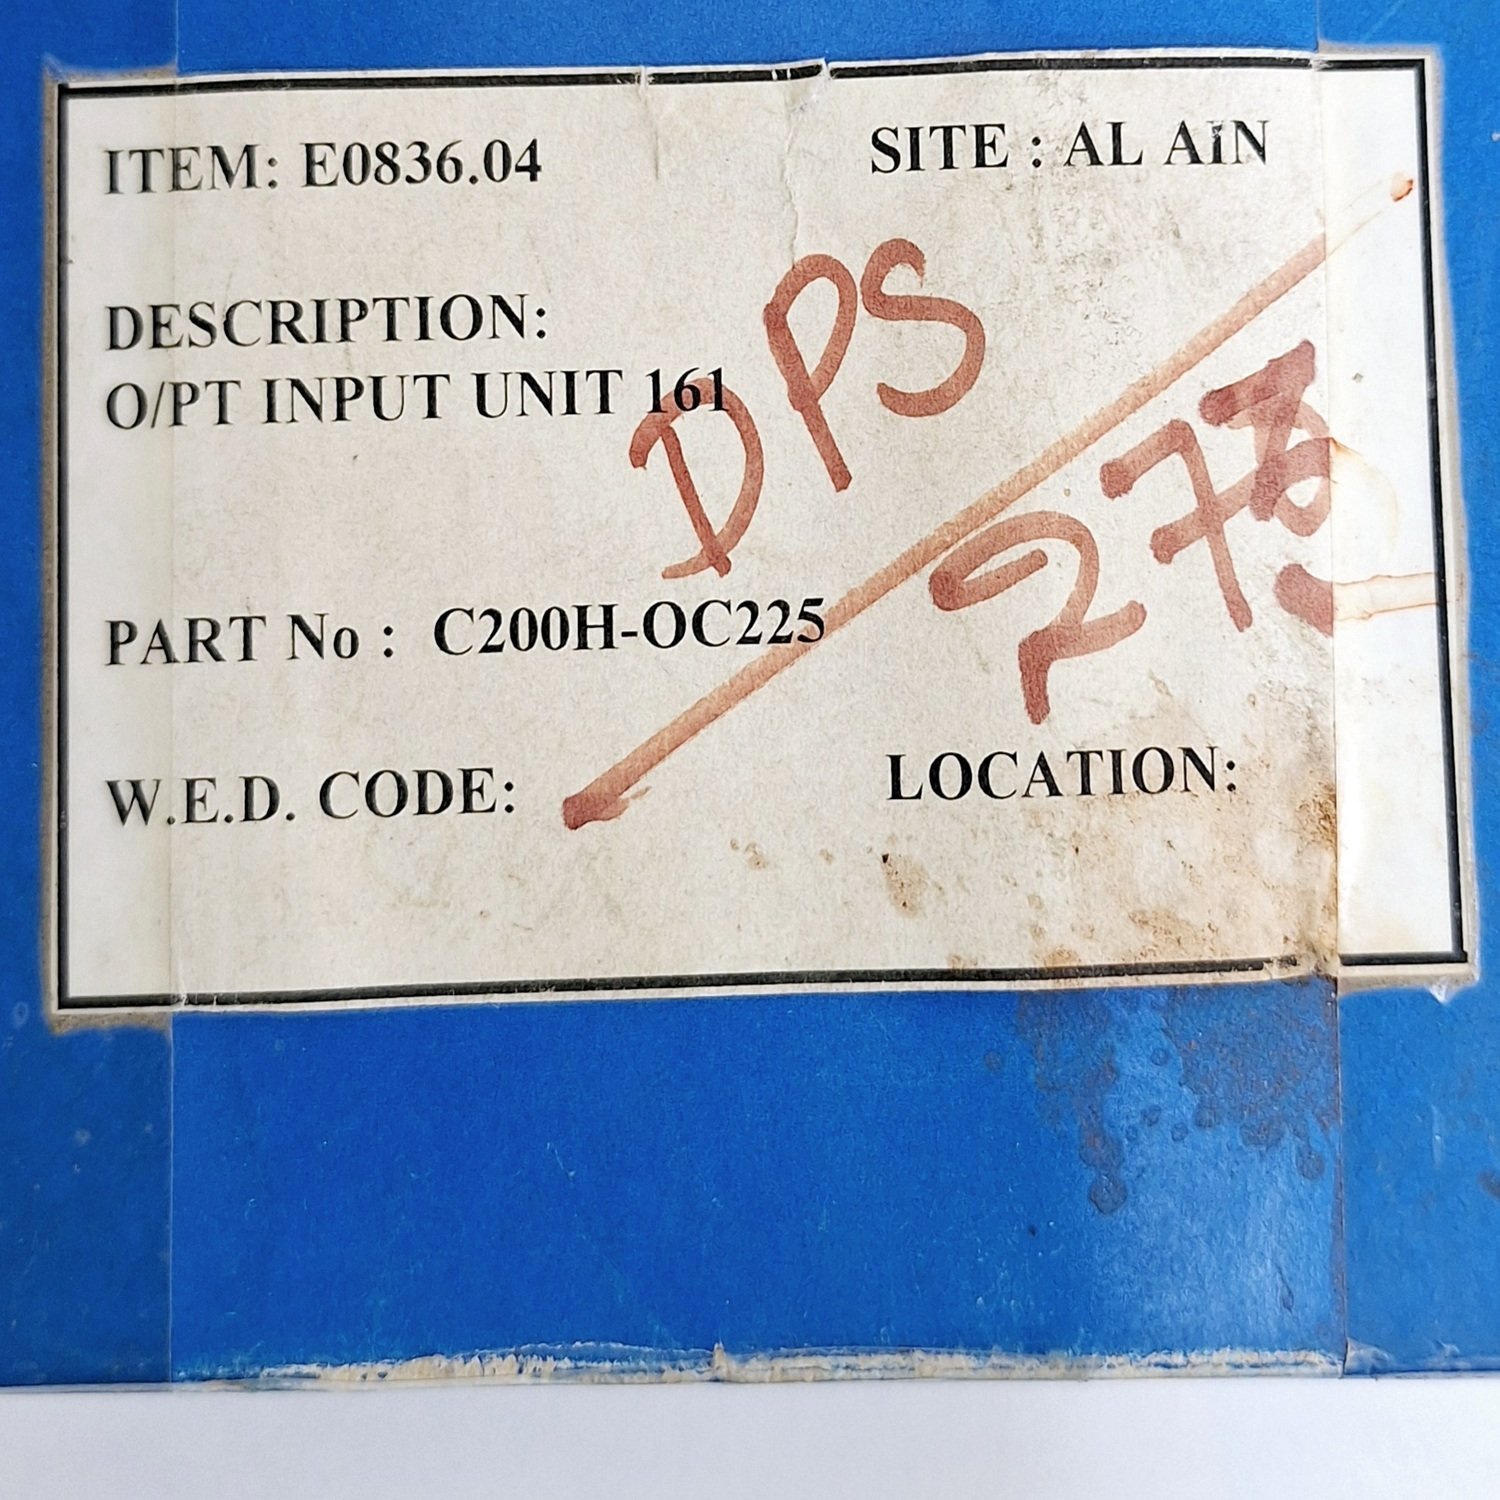 ITEM: E0836.04
SITE : AL AIN
DESCRIPTION:
O/PT INPUT UNIT 161
DPS
PART No : C200H-OC225
W.E.D. CODE:
LOCATION: